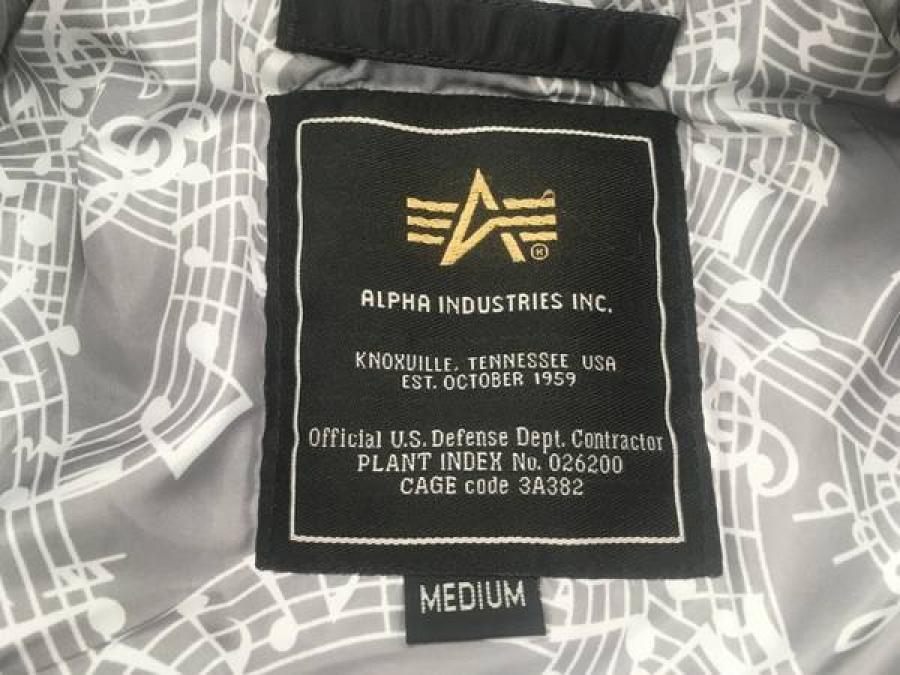 ALPHA INDUSTRIES INC.
KNOXVILLE, TENNESSEE USA
EST. OCTOBER 1959
Official U.S. Defense Dept. Contractor
PLANT INDEX No. 026200
CAGE code 3A382
MEDIUM